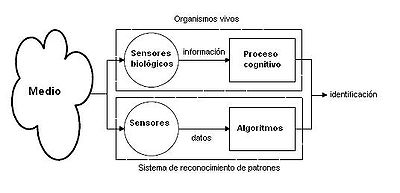 Organismos vivos
Medio
Sensores
biológicos
información
Proceso
cognitivo
identificación
Sensores
datos
Algoritmos
Sistema de reconocimiento de patrones